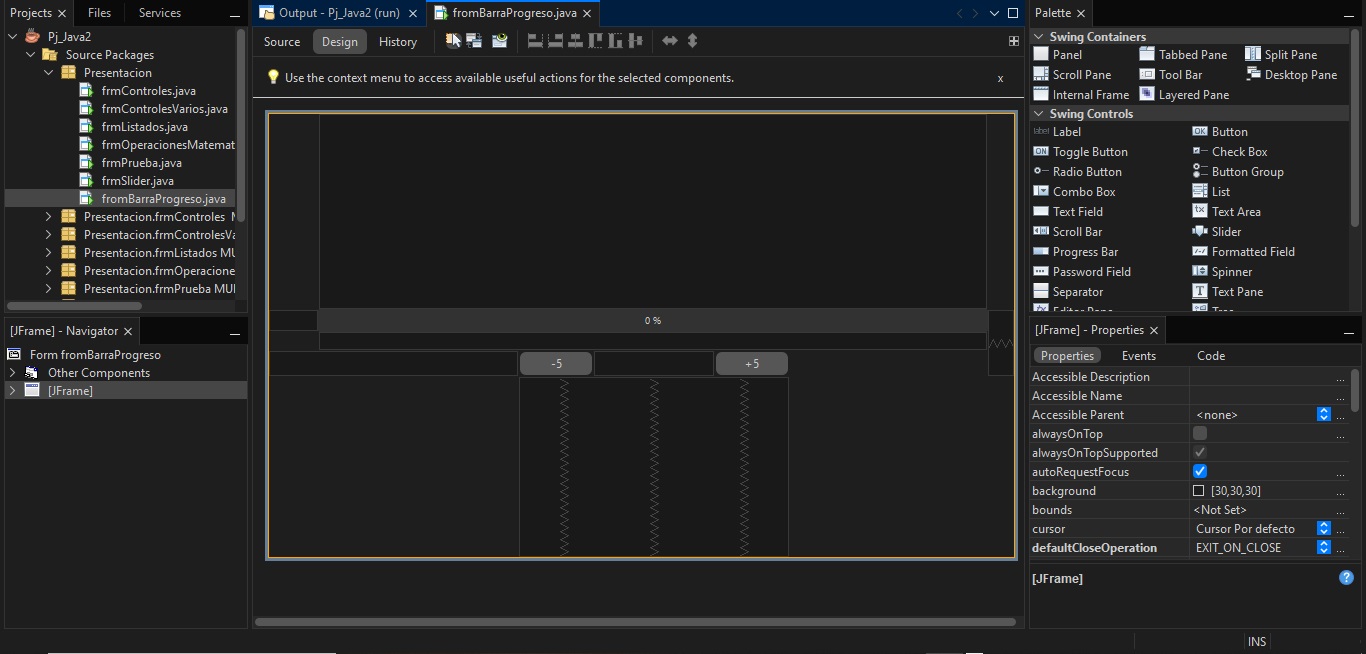 Projects
Files
Services
Pj_Java2
Source Packages
Presentacion
frmControles.java
frmControlesVarios.java
frmListados.java
frmOperacionesMatemat
frmPrueba.java
frmSlider.java
fromBarraProgreso.java
Presentacion.frmControles
Presentacion.frmControlesVa
Presentacion.frmListados MU
Presentacion.frmOperacione
Presentacion.frmPrueba MUI
[JFrame] - Navigator
Form fromBarraProgreso
Other Components
[JFrame]
Output - Pj_Java2 (run)
fromBarraProgreso.java
Source
Design
History
Use the context menu to access available useful actions for the selected components.
x
0 %
-5
+5
Palette
Swing Containers
Panel
Tabbed Pane
Split Pane
Scroll Pane
Tool Bar
Desktop Pane
Internal Frame
Layered Pane
Swing Controls
label Label
OK Button
ON Toggle Button
Check Box
Radio Button
Button Group
Combo Box
List
Text Field
Text Area
Scroll Bar
Slider
Progress Bar
Formatted Field
Password Field
Spinner
Separator
T Text Pane
[JFrame] - Properties
Properties
Events
Code
Accessible Description ...
Accessible Name ...
Accessible Parent <none> ...
alwaysOnTop ...
alwaysOnTopSupported
autoRequestFocus ...
background [30,30,30] ...
bounds <Not Set> ...
cursor Cursor Por defecto ...
defaultCloseOperation EXIT_ON_CLOSE ...
[JFrame]
?
INS